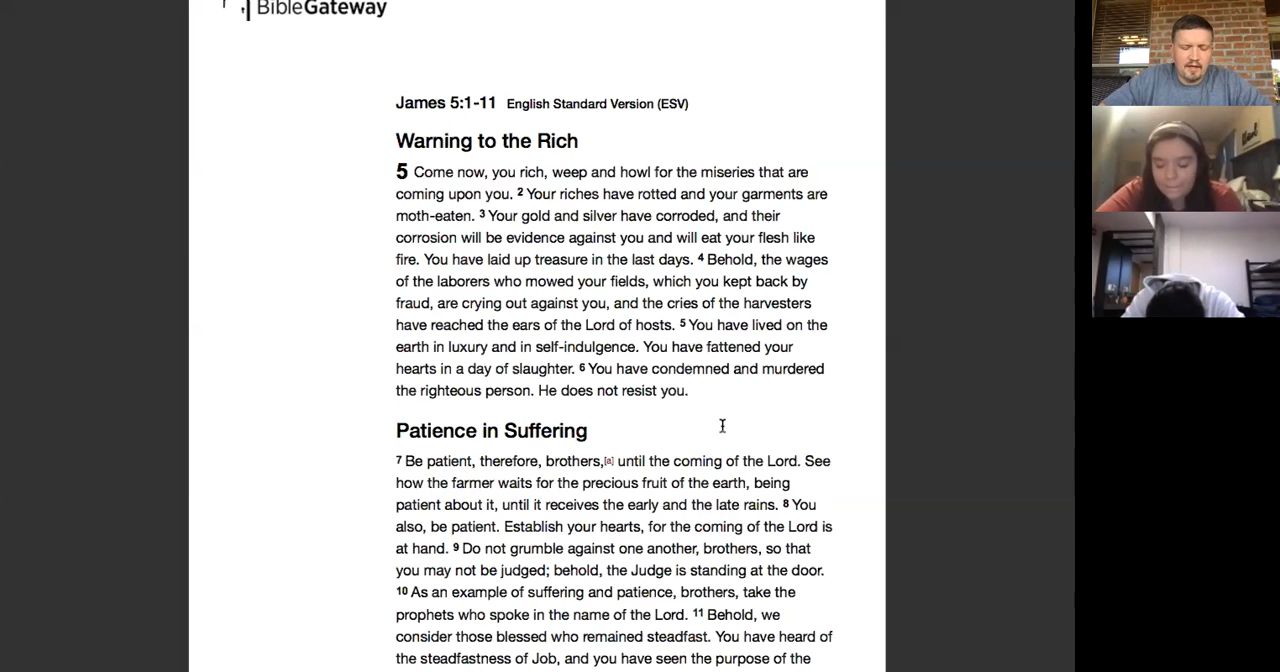 BibleGateway
James 5:1-11 English Standard Version (ESV)
Warning to the Rich
5 Come now, you rich, weep and howl for the miseries that are
coming upon you. 2 Your riches have rotted and your garments are
moth-eaten. 3 Your gold and silver have corroded, and their
corrosion will be evidence against you and will eat your flesh like
fire. You have laid up treasure in the last days. 4 Behold, the wages
of the laborers who mowed your fields, which you kept back by
fraud, are crying out against you, and the cries of the harvesters
have reached the ears of the Lord of hosts. 5 You have lived on the
earth in luxury and in self-indulgence. You have fattened your
hearts in a day of slaughter. 6 You have condemned and murdered
the righteous person. He does not resist you.
Patience in Suffering
7 Be patient, therefore, brothers,[a] until the coming of the Lord. See
how the farmer waits for the precious fruit of the earth, being
patient about it, until it receives the early and the late rains. 8 You
also, be patient. Establish your hearts, for the coming of the Lord is
at hand. 9 Do not grumble against one another, brothers, so that
you may not be judged; behold, the Judge is standing at the door.
10 As an example of suffering and patience, brothers, take the
prophets who spoke in the name of the Lord. 11 Behold, we
consider those blessed who remained steadfast. You have heard of
the steadfastness of Job, and you have seen the purpose of the